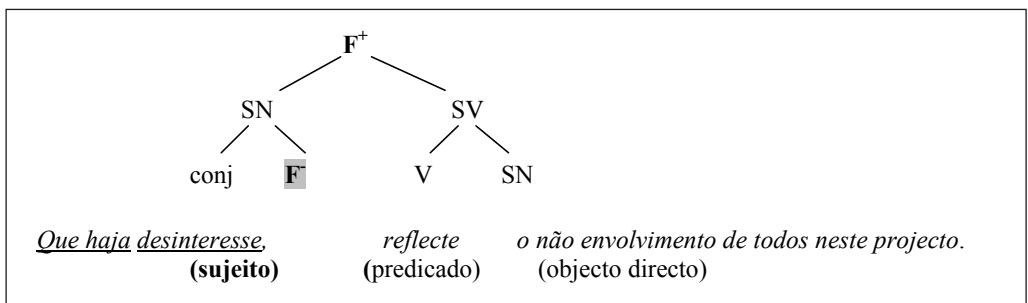 F+
SN SV
conj F- V SN
Que haja desinteresse, reflecte o não envolvimento de todos neste projecto.
(sujeito) (predicado) (objecto directo)